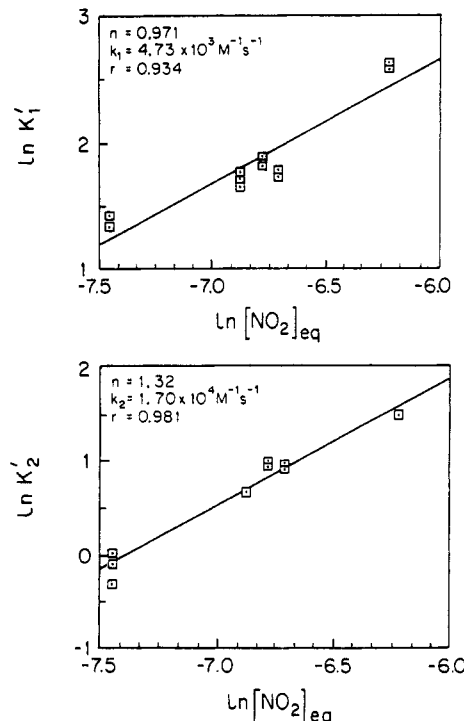 3
n = 0.971
k₁ = 4.73 x 10³ M⁻¹s⁻¹
r = 0.934
2
ln K'₁
1
-7.5 -7.0 -6.5 -6.0
ln [NO₂]eq
2
n = 1.32
k₂ = 1.70 x 10⁴ M⁻¹s⁻¹
r = 0.981
1
ln K'₂
0
-1
-7.5 -7.0 -6.5 -6.0
ln [NO₂]eq